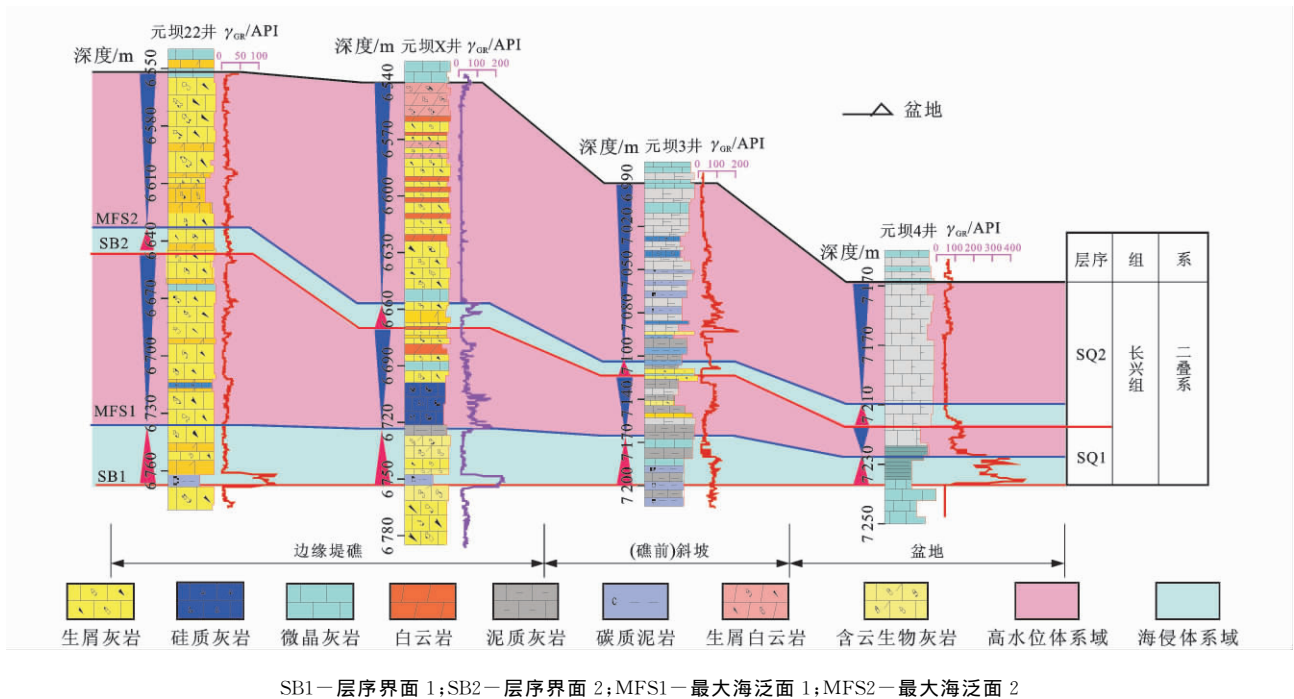 元坝22井 γGR/API
深度/m
0 50 100
6 550
6 580
6 610
6 640
6 670
6 700
6 730
6 760
MFS2
SB2
MFS1
SB1
深度/m 元坝X井 γGR/API
0 100 200
6 540
6 570
6 600
6 630
6 660
6 690
6 720
6 750
6 780
深度/m 元坝3井 γGR/API
0 100 200
6 990
7 020
7 050
7 080
7 100
7 140
7 170
7 200
元坝4井 γGR/API
深度/m
0 100 200 300 400
7 170
7 170
7 210
7 230
7 250
盆地
层序 组 系
SQ2
SQ1
长兴组
二叠系
边缘堤礁 (礁前)斜坡 盆地
生屑灰岩 硅质灰岩 微晶灰岩 白云岩 泥质灰岩 碳质泥岩 生屑白云岩 含云生物灰岩 高水位体系域 海侵体系域
SB1－层序界面 1;SB2－层序界面 2;MFS1－最大海泛面 1;MFS2－最大海泛面 2